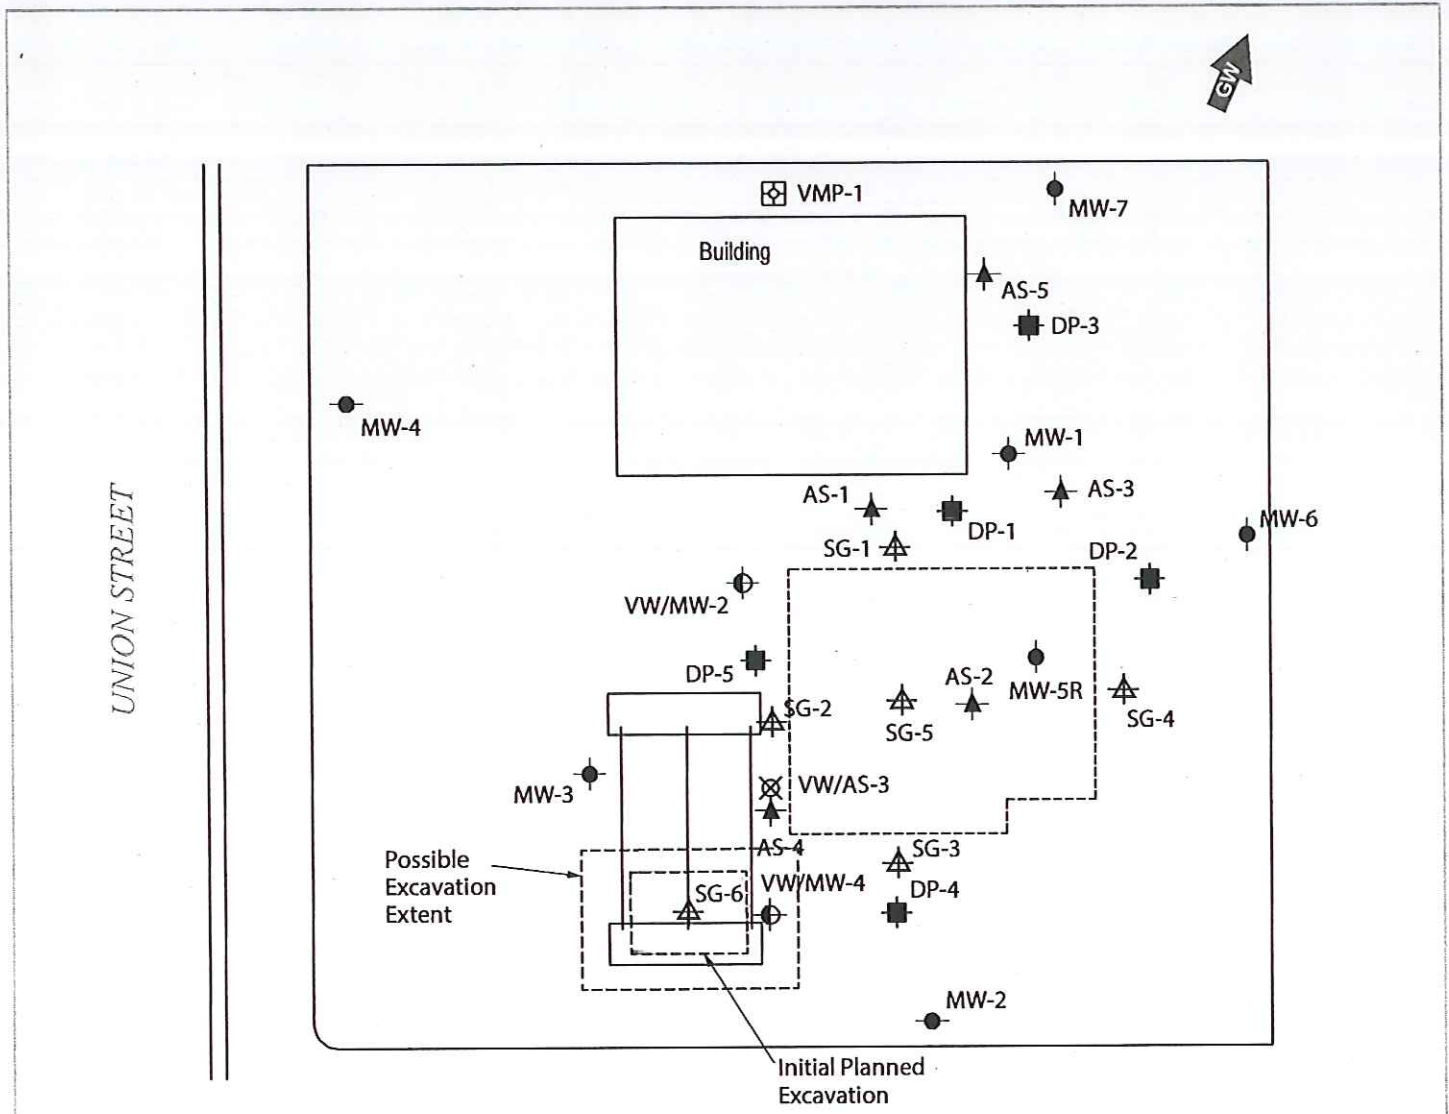 GW
VMP-1
MW-7
Building
AS-5
DP-3
MW-4
MW-1
AS-1
AS-3
DP-1
MW-6
SG-1
DP-2
UNION STREET
VW/MW-2
DP-5
AS-2
MW-5R
SG-2
SG-5
SG-4
MW-3
VW/AS-3
AS-4
SG-3
Possible
Excavation
Extent
VW/MW-4
SG-6
DP-4
MW-2
Initial Planned
Excavation